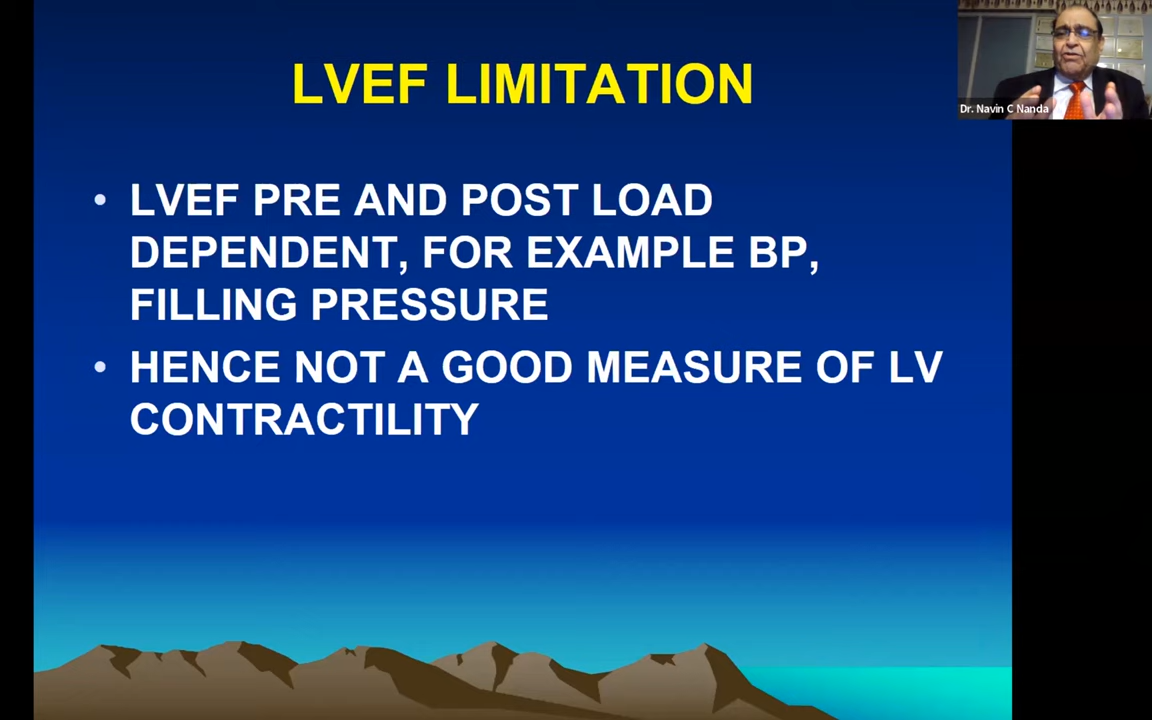 LVEF LIMITATION
Dr. Navin C Nanda
• LVEF PRE AND POST LOAD
DEPENDENT, FOR EXAMPLE BP,
FILLING PRESSURE
• HENCE NOT A GOOD MEASURE OF LV
CONTRACTILITY